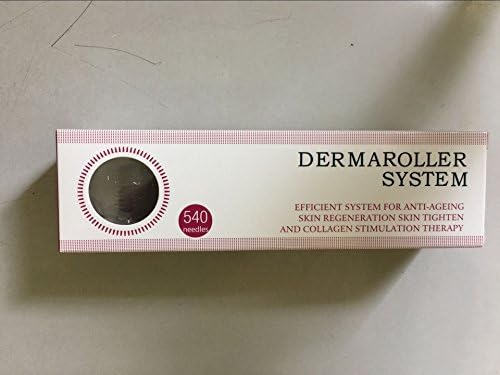 DERMAROLLER
SYSTEM
EFFICIENT SYSTEM FOR ANTI-AGEING
SKIN REGENERATION SKIN TIGHTEN
AND COLLAGEN STIMULATION THERAPY
540
needles